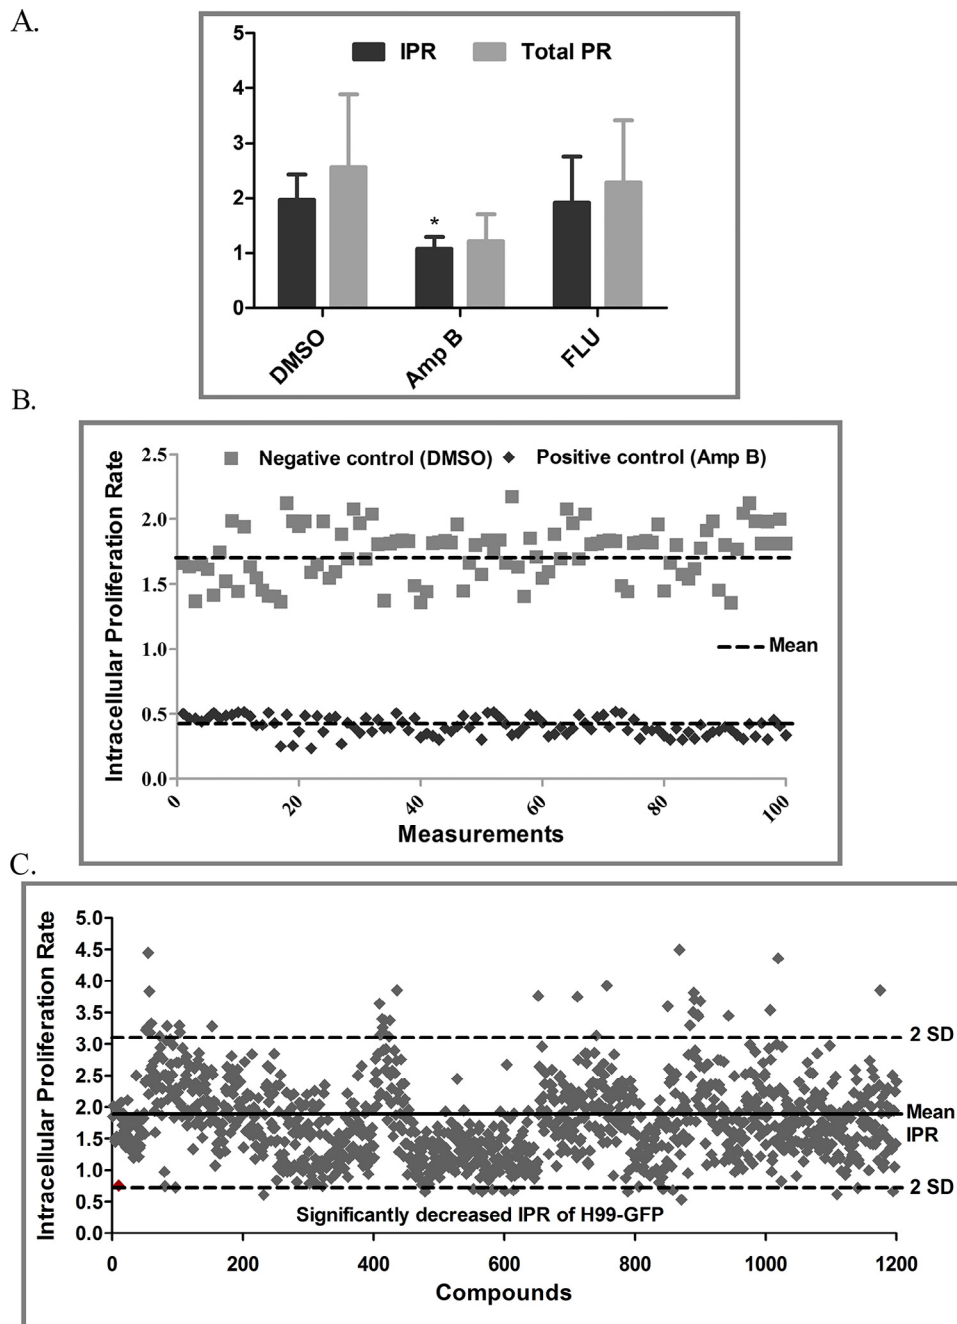 A.
5
4
3
2
1
0
IPR
Total PR
*
DMSO
Amp B
FLU
B.
Intracellular Proliferation Rate
2.5
2.0
1.5
1.0
0.5
0.0
Negative control (DMSO)
Positive control (Amp B)
Mean
0
20
40
60
80
100
Measurements
C.
Intracellular Proliferation Rate
5.0
4.5
4.0
3.5
3.0
2.5
2.0
1.5
1.0
0.5
0.0
2 SD
Mean
IPR
2 SD
Significantly decreased IPR of H99-GFP
0
200
400
600
800
1000
1200
Compounds